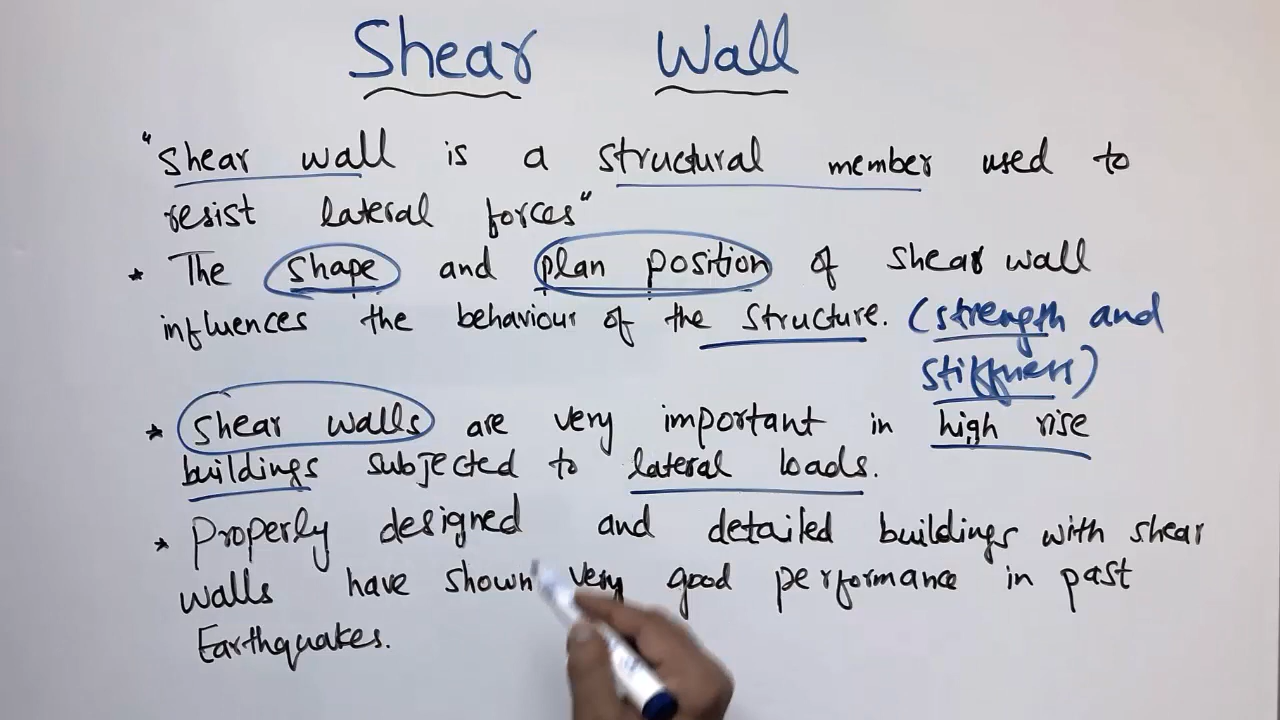 Shear Wall
"Shear wall is a structural member used to
resist lateral forces"
* The shape and plan position of shear wall
influences the behaviour of the structure. (strength and
stiffness)
* Shear walls are very important in high rise
buildings subjected to lateral loads.
* Properly designed and detailed buildings with shear
walls have shown very good performance in past
Earthquakes.